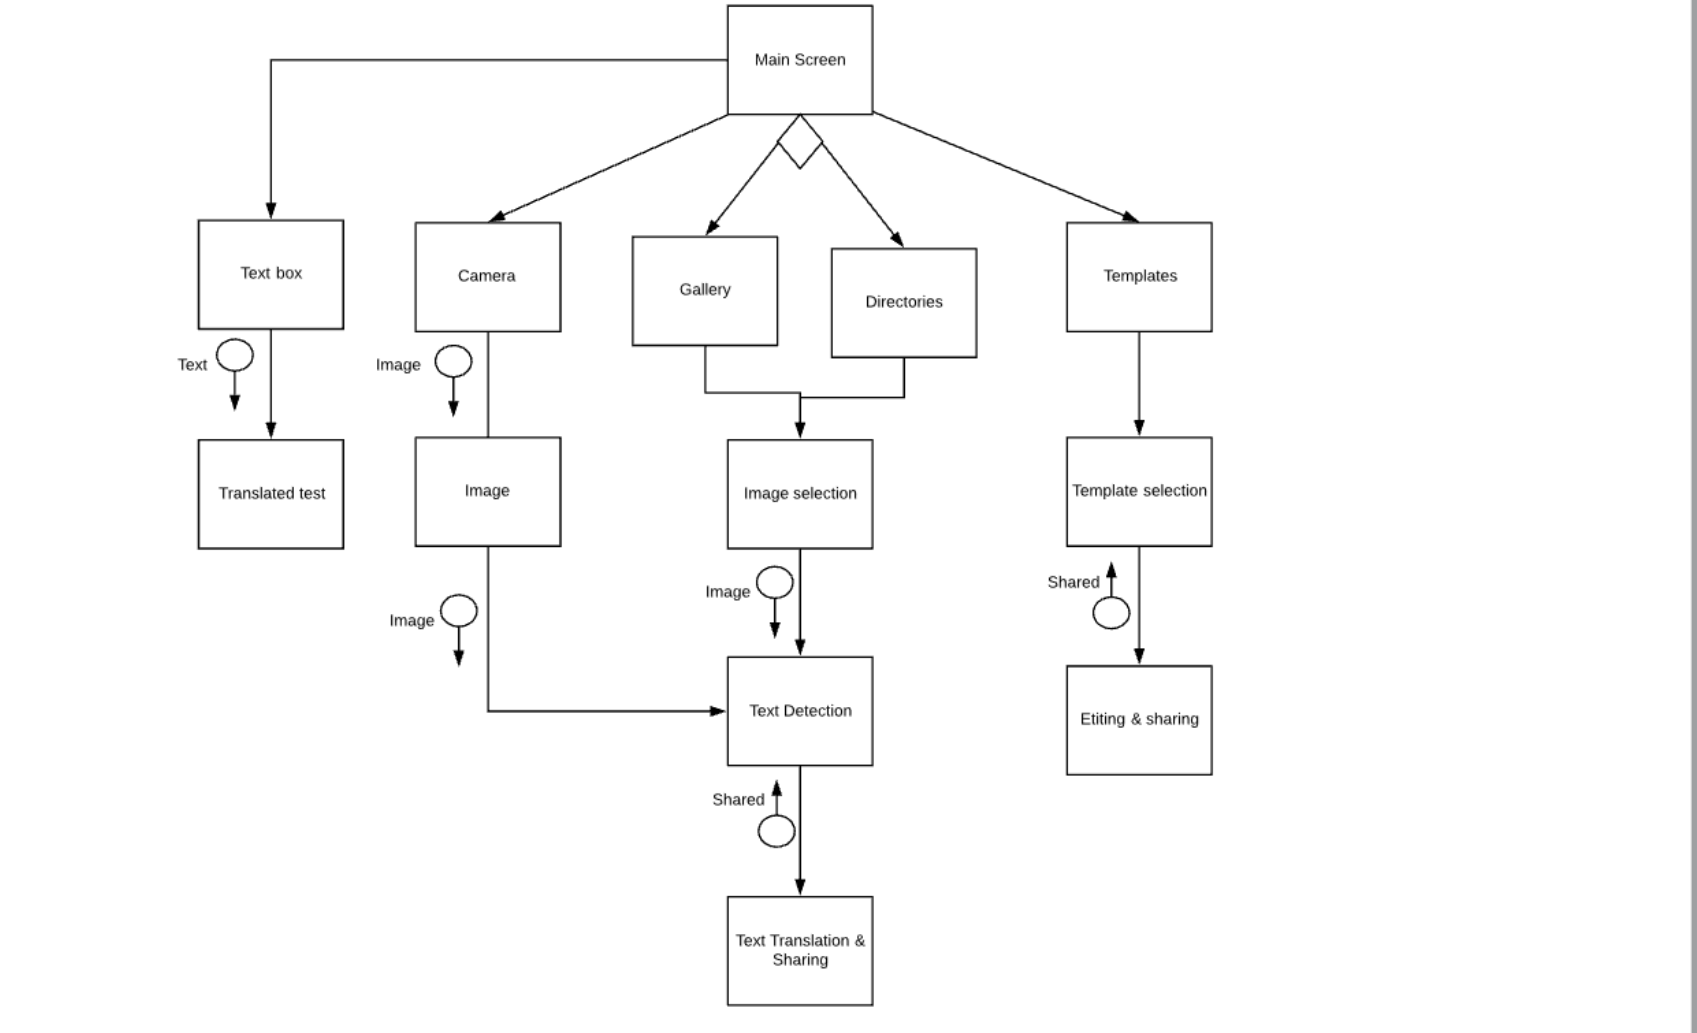 Main Screen
Text box
Camera
Gallery
Directories
Templates
Text
Image
Translated test
Image
Image selection
Template selection
Image
Image
Shared
Text Detection
Etiting & sharing
Shared
Text Translation &
Sharing